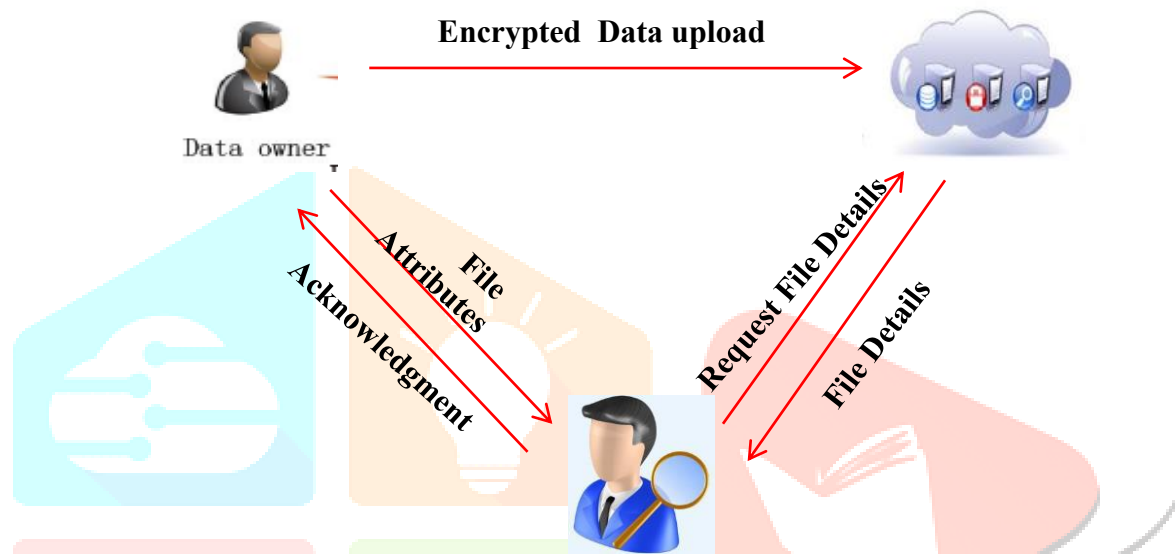 Encrypted Data upload
Data owner
File
Attributes
Acknowledgment
Request File Details
File Details